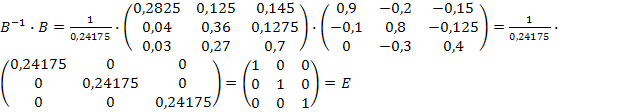 B⁻¹ · B = 1/0,24175 · (0,2825 0,125 0,145
0,04 0,36 0,1275
0,03 0,27 0,7) · (0,9 −0,2 −0,15
−0,1 0,8 −0,125
0 −0,3 0,4) = 1/0,24175 ·
(0,24175 0 0
0 0,24175 0
0 0 0,24175) = (1 0 0
0 1 0
0 0 1) = E